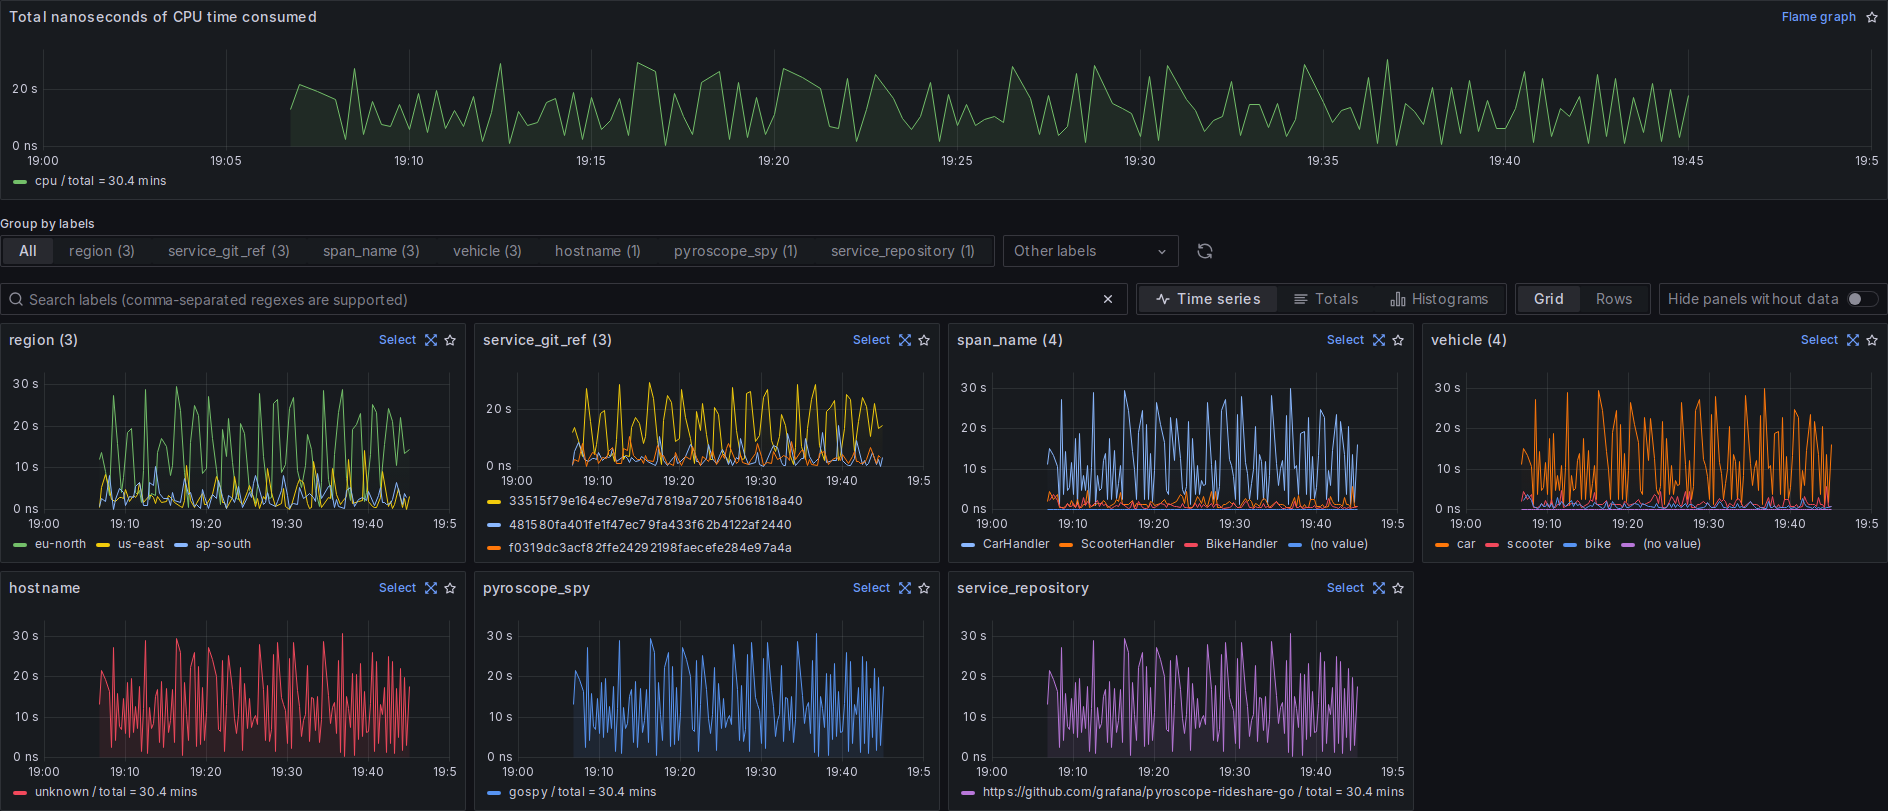 Total nanoseconds of CPU time consumed
Flame graph
20 s
0 ns
19:00 19:05 19:10 19:15 19:20 19:25 19:30 19:35 19:40 19:45 19:5
cpu / total = 30.4 mins
Group by labels
All region (3) service_git_ref (3) span_name (3) vehicle (3) hostname (1) pyroscope_spy (1) service_repository (1) Other labels
Search labels (comma-separated regexes are supported)
Time series Totals Histograms Grid Rows Hide panels without data
region (3) Select
30 s
20 s
10 s
0 ns
19:00 19:10 19:20 19:30 19:40 19:5
eu-north us-east ap-south
service_git_ref (3) Select
20 s
0 ns
19:00 19:10 19:20 19:30 19:40 19:5
33515f79e164ec7e9e7d7819a72075f061818a40
481580fa401fe1f47ec79fa433f62b4122af2440
f0319dc3acf82ffe24292198faecefe284e97a4a
span_name (4) Select
30 s
20 s
10 s
0 ns
19:00 19:10 19:20 19:30 19:40 19:5
CarHandler ScooterHandler BikeHandler (no value)
vehicle (4) Select
30 s
20 s
10 s
0 ns
19:00 19:10 19:20 19:30 19:40 19:5
car scooter bike (no value)
hostname Select
30 s
20 s
10 s
0 ns
19:00 19:10 19:20 19:30 19:40 19:5
unknown / total = 30.4 mins
pyroscope_spy Select
30 s
20 s
10 s
0 ns
19:00 19:10 19:20 19:30 19:40 19:5
gospy / total = 30.4 mins
service_repository Select
30 s
20 s
10 s
0 ns
19:00 19:10 19:20 19:30 19:40 19:5
https://github.com/grafana/pyroscope-rideshare-go / total = 30.4 mins